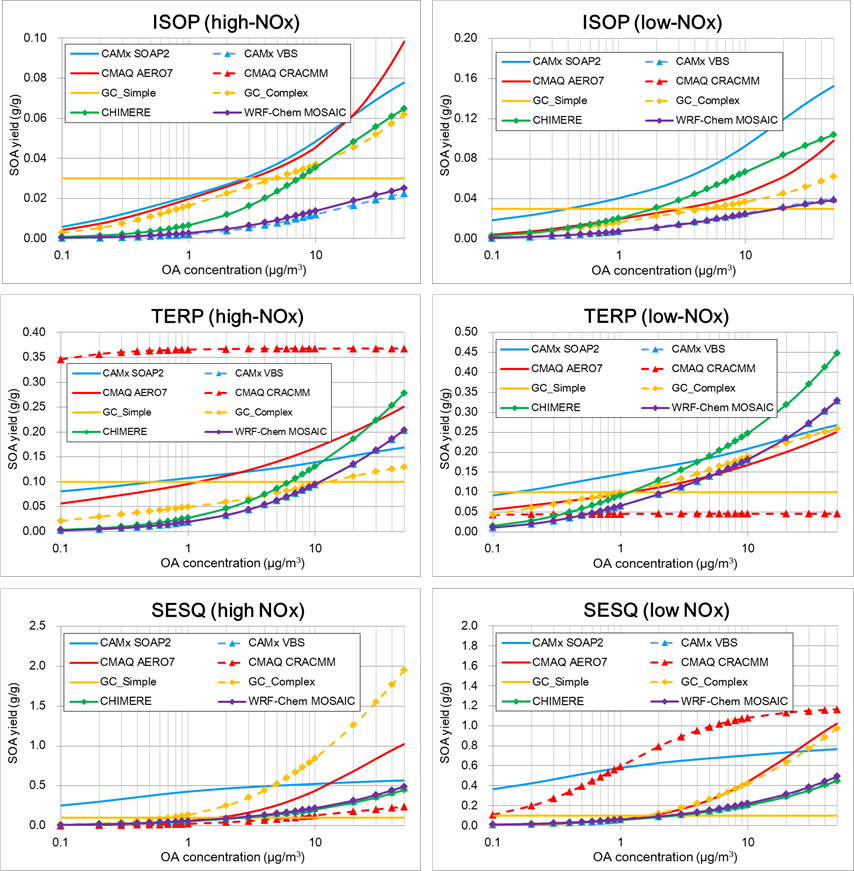 ISOP (high-NOx)
SOA yield (g/g)
0.10
0.08
0.06
0.04
0.02
0.00
CAMx SOAP2 CAMx VBS
CMAQ AERO7 CMAQ CRACMM
GC_Simple GC_Complex
CHIMERE WRF-Chem MOSAIC
0.1 1 10
OA concentration (µg/m³)
ISOP (low-NOx)
SOA yield (g/g)
0.20
0.16
0.12
0.08
0.04
0.00
CAMx SOAP2 CAMx VBS
CMAQ AERO7 CMAQ CRACMM
GC_Simple GC_Complex
CHIMERE WRF-Chem MOSAIC
0.1 1 10
OA concentration (µg/m³)
TERP (high-NOx)
SOA yield (g/g)
0.40
0.35
0.30
0.25
0.20
0.15
0.10
0.05
0.00
CAMx SOAP2 CAMx VBS
CMAQ AERO7 CMAQ CRACMM
GC_Simple GC_Complex
CHIMERE WRF-Chem MOSAIC
0.1 1 10
OA concentration (µg/m³)
TERP (low-NOx)
SOA yield (g/g)
0.50
0.45
0.40
0.35
0.30
0.25
0.20
0.15
0.10
0.05
0.00
CAMx SOAP2 CAMx VBS
CMAQ AERO7 CMAQ CRACMM
GC_Simple GC_Complex
CHIMERE WRF-Chem MOSAIC
0.1 1 10
OA concentration (µg/m³)
SESQ (high NOx)
SOA yield (g/g)
2.5
2.0
1.5
1.0
0.5
0.0
CAMx SOAP2 CAMx VBS
CMAQ AERO7 CMAQ CRACMM
GC_Simple GC_Complex
CHIMERE WRF-Chem MOSAIC
0.1 1 10
OA concentration (µg/m³)
SESQ (low NOx)
SOA yield (g/g)
2.0
1.8
1.6
1.4
1.2
1.0
0.8
0.6
0.4
0.2
0.0
CAMx SOAP2 CAMx VBS
CMAQ AERO7 CMAQ CRACMM
GC_Simple GC_Complex
CHIMERE WRF-Chem MOSAIC
0.1 1 10
OA concentration (µg/m³)